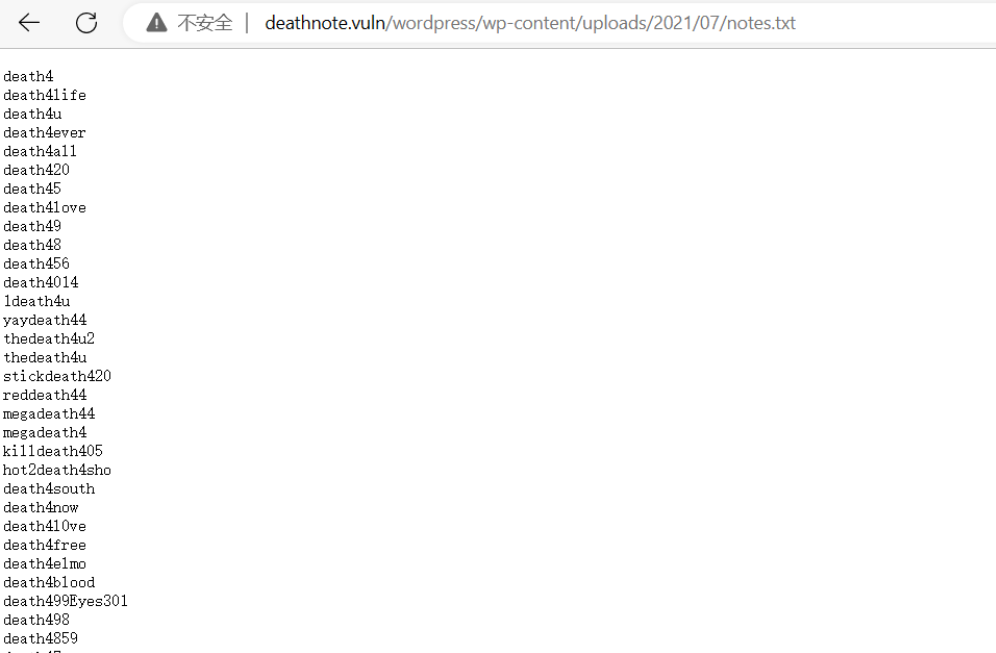 不安全 | deathnote.vuln/wordpress/wp-content/uploads/2021/07/notes.txt
death4
death4life
death4u
death4ever
death4all
death420
death45
death4love
death49
death48
death456
death4014
1death4u
yaydeath44
thedeath4u2
thedeath4u
stickdeath420
reddeath44
megadeath44
megadeath4
killdeath405
hot2death4sho
death4south
death4now
death4l0ve
death4free
death4elmo
death4blood
death499Eyes301
death498
death4859